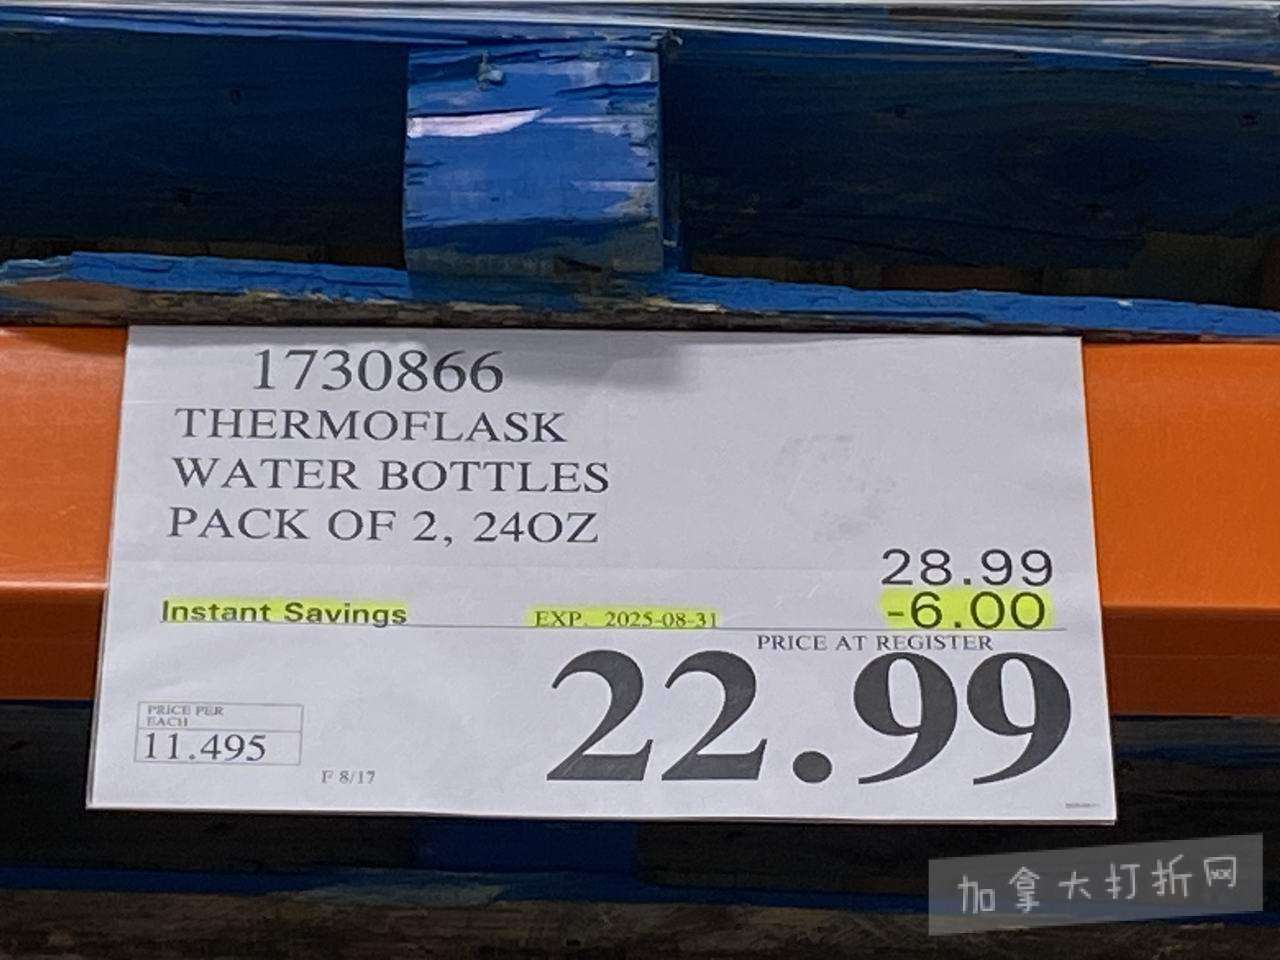 1730866
THERMOFLASK
WATER BOTTLES
PACK OF 2, 24OZ
28.99
Instant Savings EXP. 2025-08-31 -6.00
PRICE AT REGISTER
22.99
PRICE PER
EACH
11.495
F 8/17
加拿大打折网